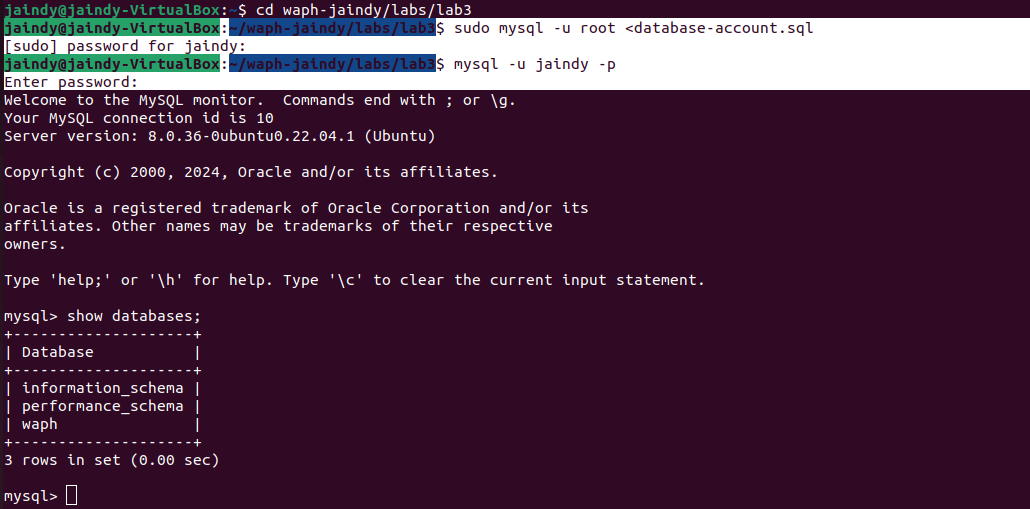 jaindy@jaindy-VirtualBox:~$ cd waph-jaindy/labs/lab3
jaindy@jaindy-VirtualBox:~/waph-jaindy/labs/lab3$ sudo mysql -u root <database-account.sql
[sudo] password for jaindy:
jaindy@jaindy-VirtualBox:~/waph-jaindy/labs/lab3$ mysql -u jaindy -p
Enter password:
Welcome to the MySQL monitor.  Commands end with ; or \g.
Your MySQL connection id is 10
Server version: 8.0.36-0ubuntu0.22.04.1 (Ubuntu)
Copyright (c) 2000, 2024, Oracle and/or its affiliates.
Oracle is a registered trademark of Oracle Corporation and/or its
affiliates. Other names may be trademarks of their respective
owners.
Type 'help;' or '\h' for help. Type '\c' to clear the current input statement.
mysql> show databases;
+--------------------+
| Database           |
+--------------------+
| information_schema |
| performance_schema |
| waph               |
+--------------------+
3 rows in set (0.00 sec)
mysql>